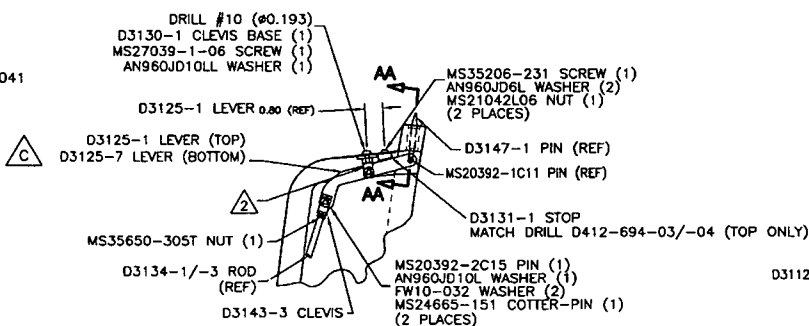 DRILL #10 (ø0.193)
D3130-1 CLEVIS BASE (1)
MS27039-1-06 SCREW (1)
AN960JD10LL WASHER (1)
041
AA
MS35206-231 SCREW (1)
AN960JD6L WASHER (2)
MS21042L06 NUT (1)
(2 PLACES)
D3125-1 LEVER 0.80 (REF)
C
D3125-1 LEVER (TOP)
D3125-7 LEVER (BOTTOM)
D3147-1 PIN (REF)
MS20392-1C11 PIN (REF)
2
AA
D3131-1 STOP
MATCH DRILL D412-694-03/-04 (TOP ONLY)
MS35650-305T NUT (1)
D3134-1/-3 ROD
(REF)
D3143-3 CLEVIS
MS20392-2C15 PIN (1)
AN960JD10L WASHER (1)
FW10-032 WASHER (2)
MS24665-151 COTTER-PIN (1)
(2 PLACES)
D3112